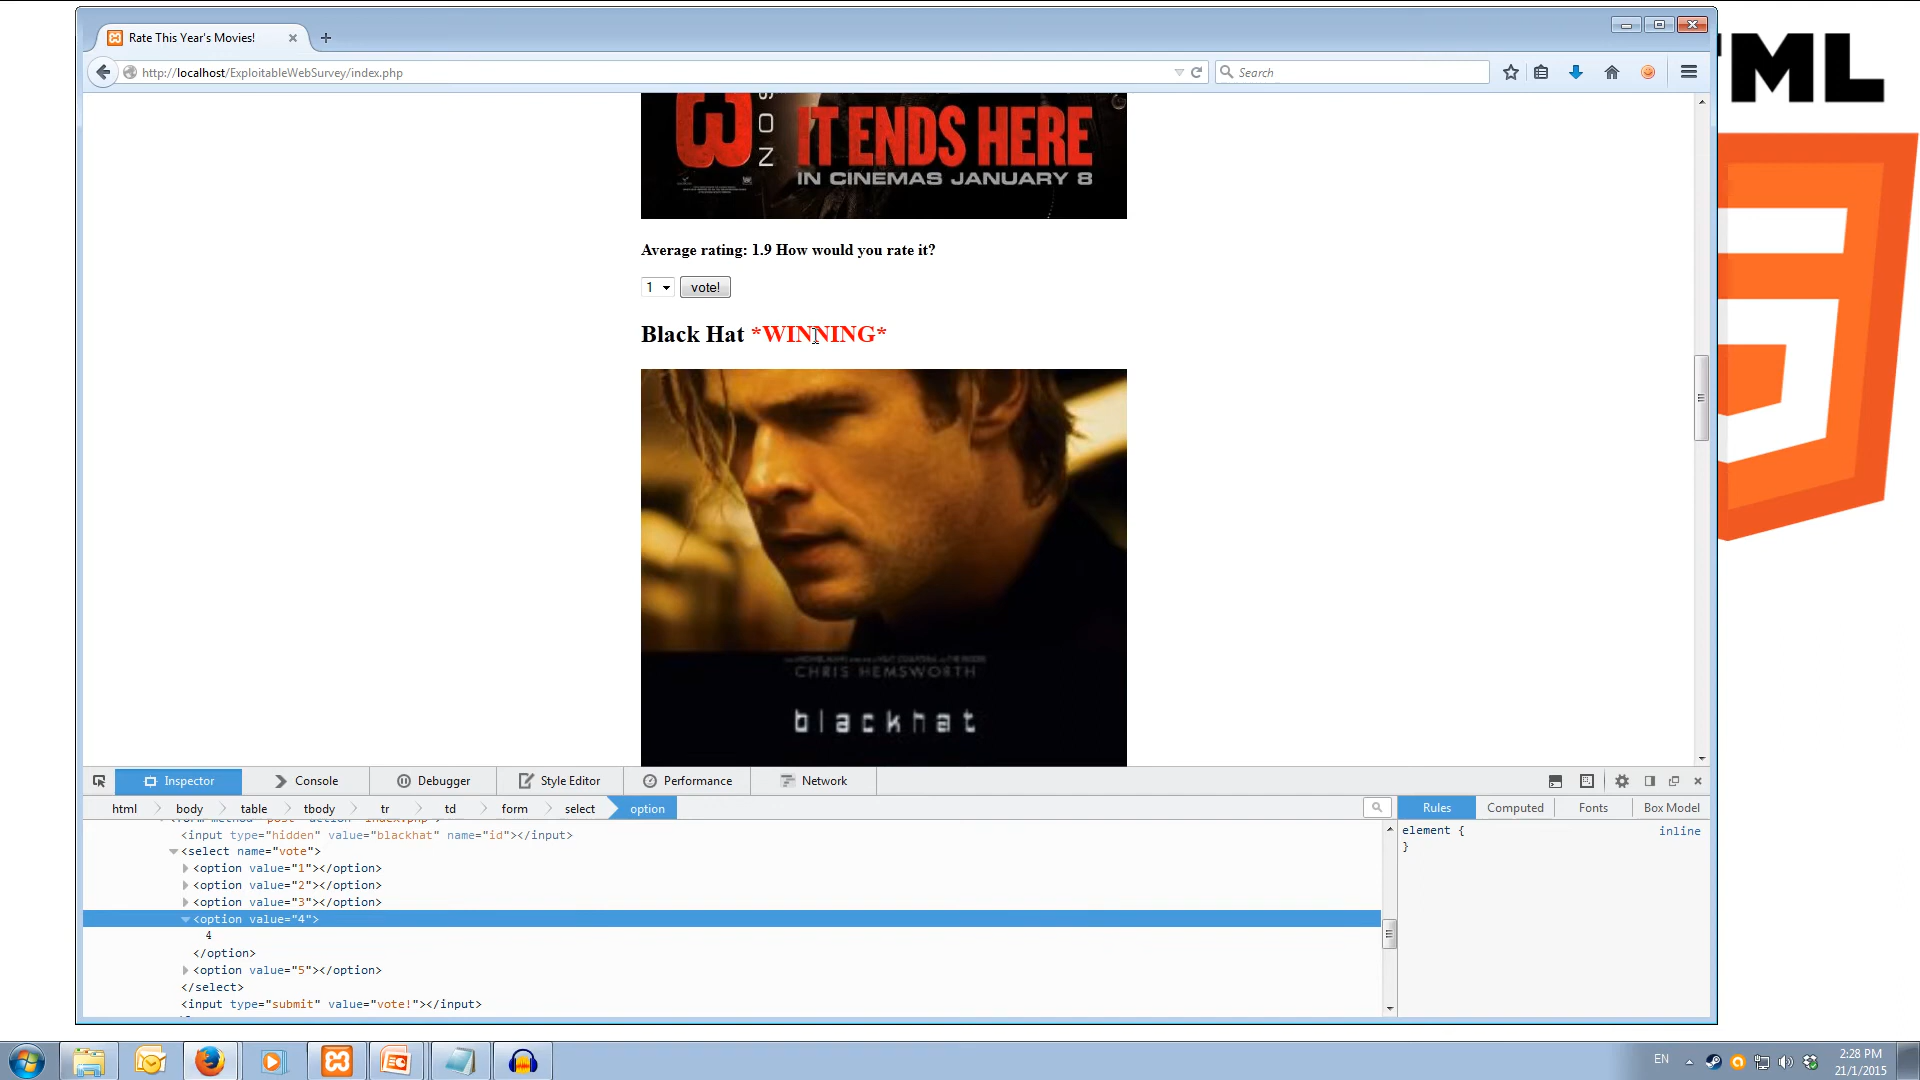 Rate This Year's Movies!
http://localhost/ExploitableWebSurvey/index.php
Search
ML
3
NOS
IT ENDS HERE
IN CINEMAS JANUARY 8
Average rating: 1.9 How would you rate it?
1 vote!
Black Hat *WINNING*
CHRIS HEMSWORTH
blackhat
Inspector Console Debugger Style Editor Performance Network
html body table tbody tr td form select option
Rules Computed Fonts Box Model
<input type="hidden" value="blackhat" name="id"></input>
<select name="vote">
<option value="1"></option>
<option value="2"></option>
<option value="3"></option>
<option value="4">
4
</option>
<option value="5"></option>
</select>
<input type="submit" value="vote!"></input>
element { inline
}
EN
2:28 PM
21/1/2015